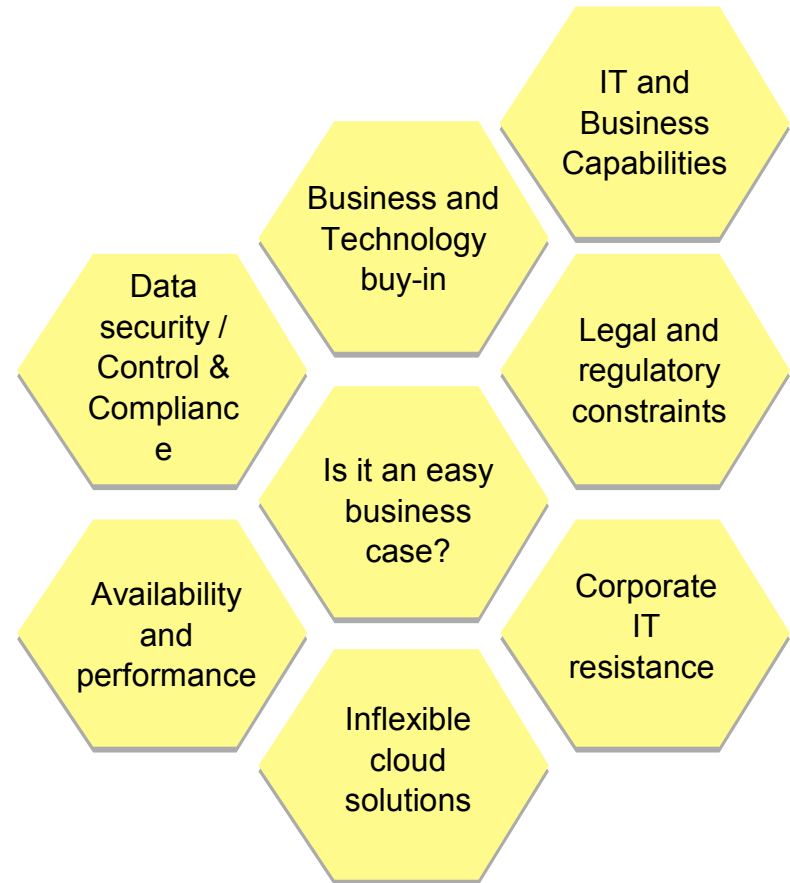 IT and
Business
Capabilities
Business and
Technology
buy-in
Data
security /
Control &
Complianc
e
Legal and
regulatory
constraints
Is it an easy
business
case?
Availability
and
performance
Corporate
IT
resistance
Inflexible
cloud
solutions